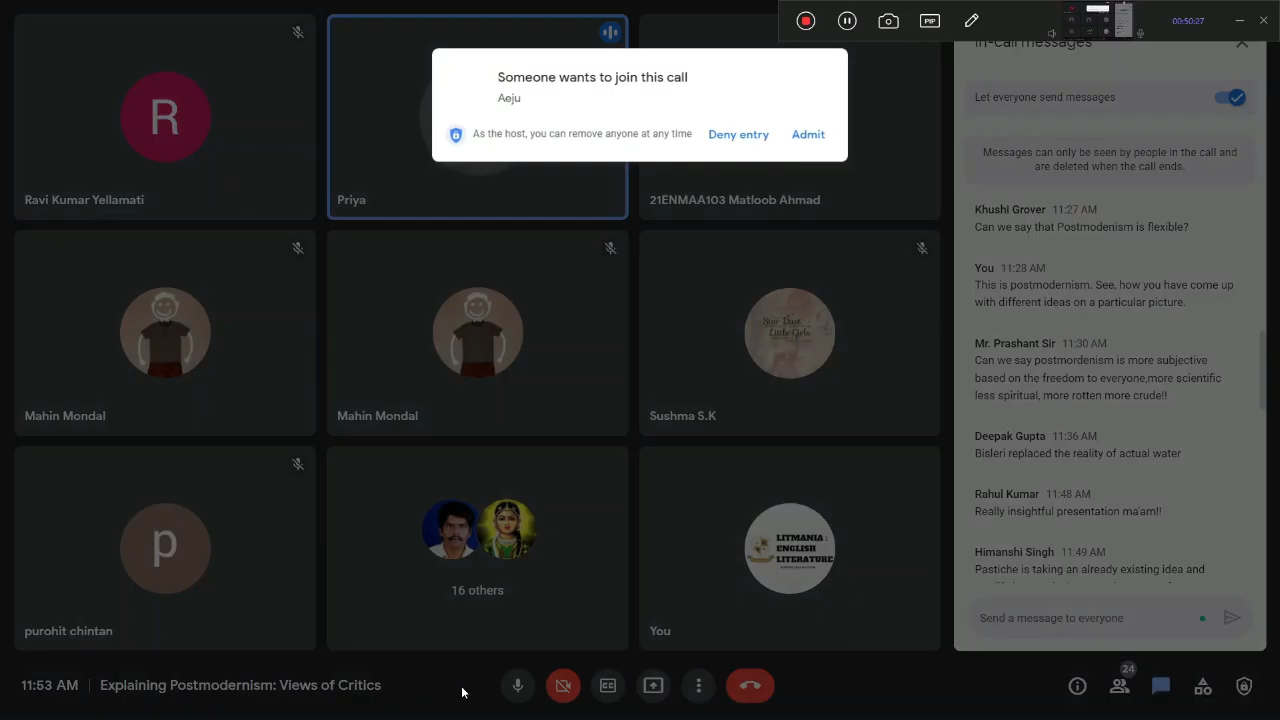 00:50:27
PIP
In-call messages
Someone wants to join this call
Aeju
As the host, you can remove anyone at any time
Deny entry
Admit
R
Ravi Kumar Yellamati
Priya
21ENMAA103 Matloob Ahmad
Mahin Mondal
Mahin Mondal
Sushma S.K
p
purohit chintan
16 others
LITMANIA :
ENGLISH
LITERATURE
You
Let everyone send messages
Messages can only be seen by people in the call and
are deleted when the call ends.
Khushi Grover 11:27 AM
Can we say that Postmodenism is flexible?
You 11:28 AM
This is postmodernism. See, how you have come up
with different ideas on a particular picture.
Mr. Prashant Sir 11:30 AM
Can we say postmordenism is more subjective
based on the freedom to everyone,more scientific
less spiritual, more rotten more crude!!
Deepak Gupta 11:36 AM
Bisleri replaced the reality of actual water
Rahul Kumar 11:48 AM
Really insightful presentation ma'am!!
Himanshi Singh 11:49 AM
Pastiche is taking an already existing idea and
Send a message to everyone
11:53 AM
Explaining Postmodernism: Views of Critics
CC
24